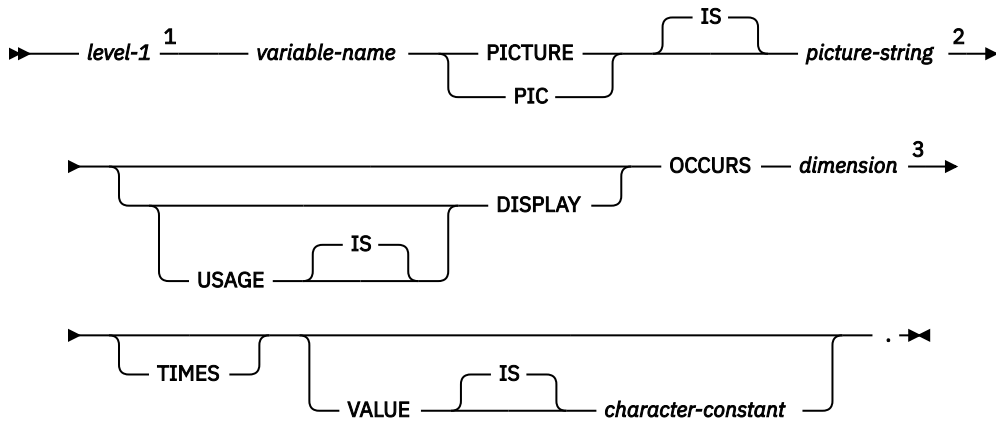 IS
level-1 1 variable-name PICTURE picture-string 2
PIC
OCCURS dimension 3
DISPLAY
IS
USAGE
.
TIMES IS
VALUE character-constant